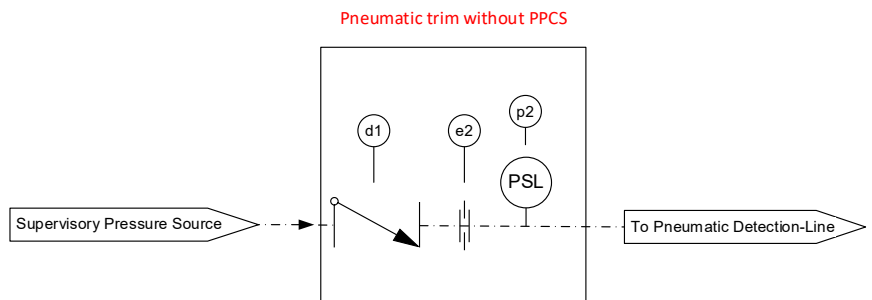 Pneumatic trim without PPCS
d1
e2
p2
PSL
Supervisory Pressure Source
To Pneumatic Detection-Line